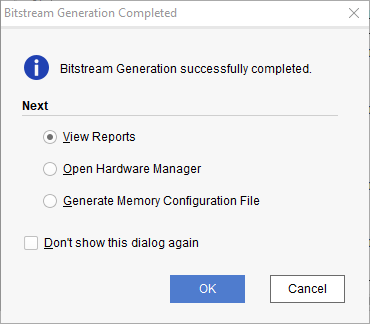 Bitstream Generation Completed
Bitstream Generation successfully completed.
Next
View Reports
Open Hardware Manager
Generate Memory Configuration File
Don't show this dialog again
OK
Cancel